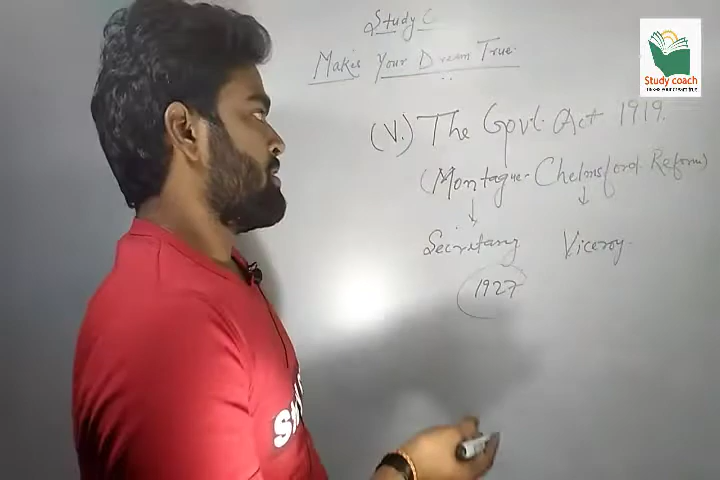 Study C
Makes Your Dream True.
Study coach
(V.) The Govt. Act 1919.
(Montague-Chelmsford Reform)
Secretary Viceroy.
1927